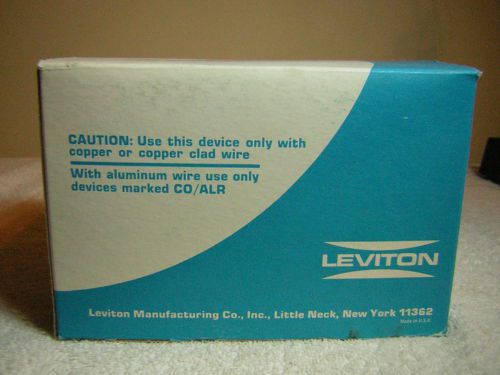 CAUTION: Use this device only with
copper or copper clad wire
With aluminum wire use only
devices marked CO/ALR
LEVITON
Leviton Manufacturing Co., Inc., Little Neck, New York 11362
Made in U.S.A.